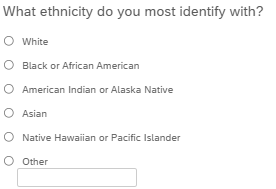 What ethnicity do you most identify with?
White
Black or African American
American Indian or Alaska Native
Asian
Native Hawaiian or Pacific Islander
Other